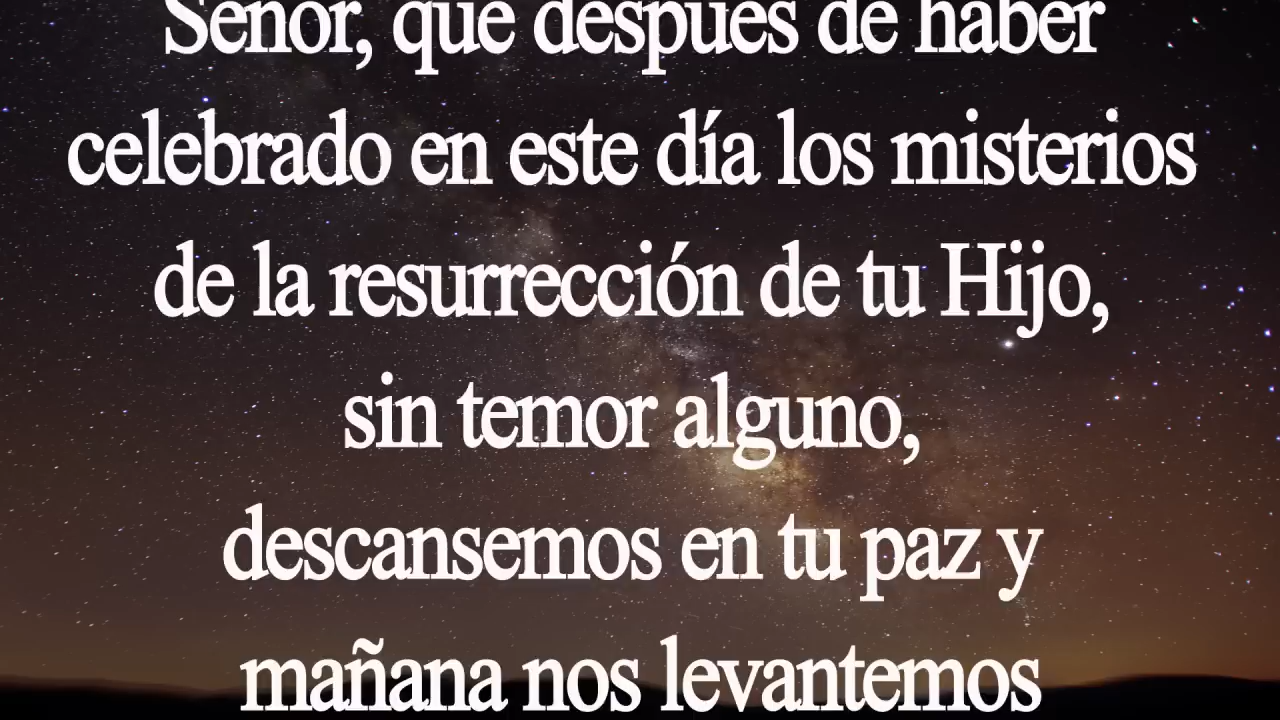 Señor, que después de haber
celebrado en este día los misterios
de la resurrección de tu Hijo,
sin temor alguno,
descansemos en tu paz y
mañana nos levantemos